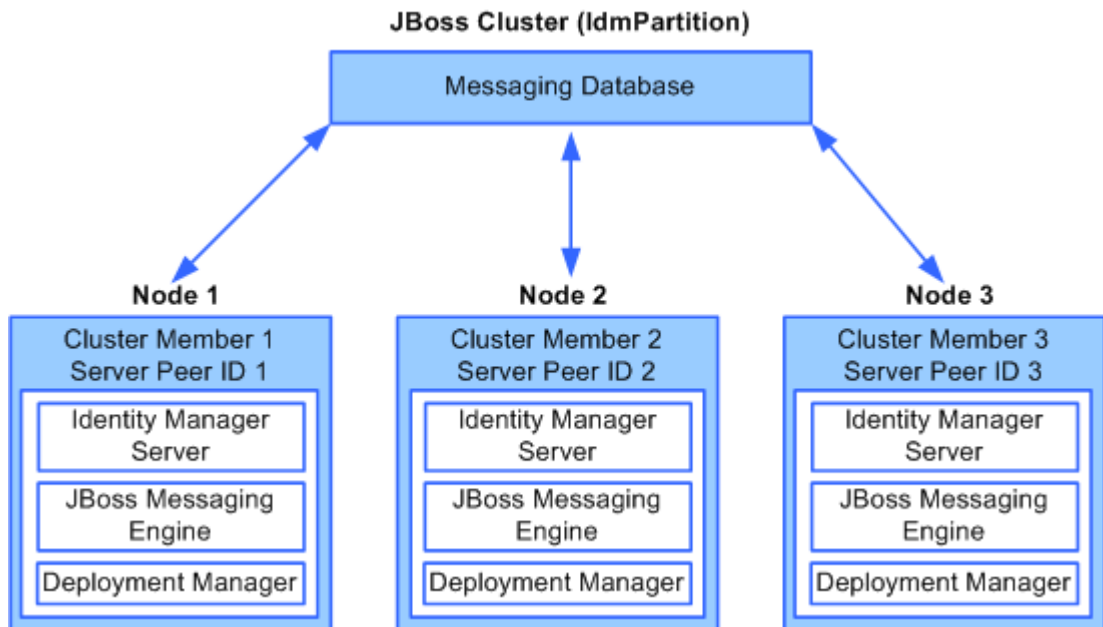 JBoss Cluster (IdmPartition)
Messaging Database
Node 1
Cluster Member 1
Server Peer ID 1
Identity Manager
Server
JBoss Messaging
Engine
Deployment Manager
Node 2
Cluster Member 2
Server Peer ID 2
Identity Manager
Server
JBoss Messaging
Engine
Deployment Manager
Node 3
Cluster Member 3
Server Peer ID 3
Identity Manager
Server
JBoss Messaging
Engine
Deployment Manager